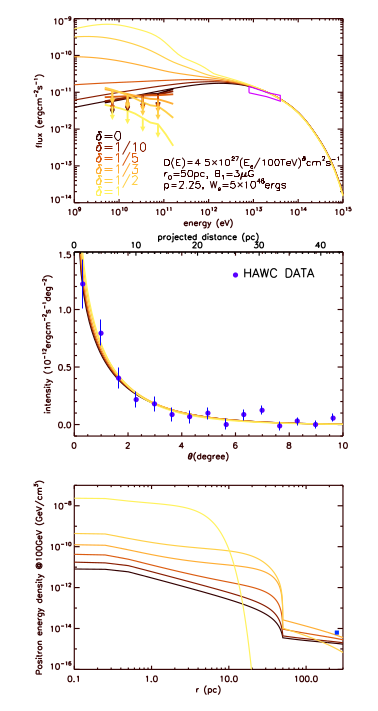 10⁻⁹
10⁻¹⁰
10⁻¹¹
10⁻¹²
10⁻¹³
10⁻¹⁴
flux (ergcm⁻²s⁻¹)
δ=0
δ=1/10
δ=1/5
δ=1/3
δ=1/2
δ=1
D(E)=4.5×10²⁷(Eₑ/100TeV)^δcm²s⁻¹
r₀=50pc, B₁=3μG
p=2.25, Wₑ=5×10⁴⁶ergs
10⁹ 10¹⁰ 10¹¹ 10¹² 10¹³ 10¹⁴ 10¹⁵
energy (eV)
projected distance (pc)
0 10 20 30 40
1.5
1.0
0.5
0.0
intensity (10⁻¹²ergcm⁻²s⁻¹deg⁻²)
HAWC DATA
0 2 4 6 8 10
θ(degree)
10⁻⁸
10⁻¹⁰
10⁻¹²
10⁻¹⁴
10⁻¹⁶
Positron energy density @100GeV (GeV/cm³)
0.1 1.0 10.0 100.0
r (pc)